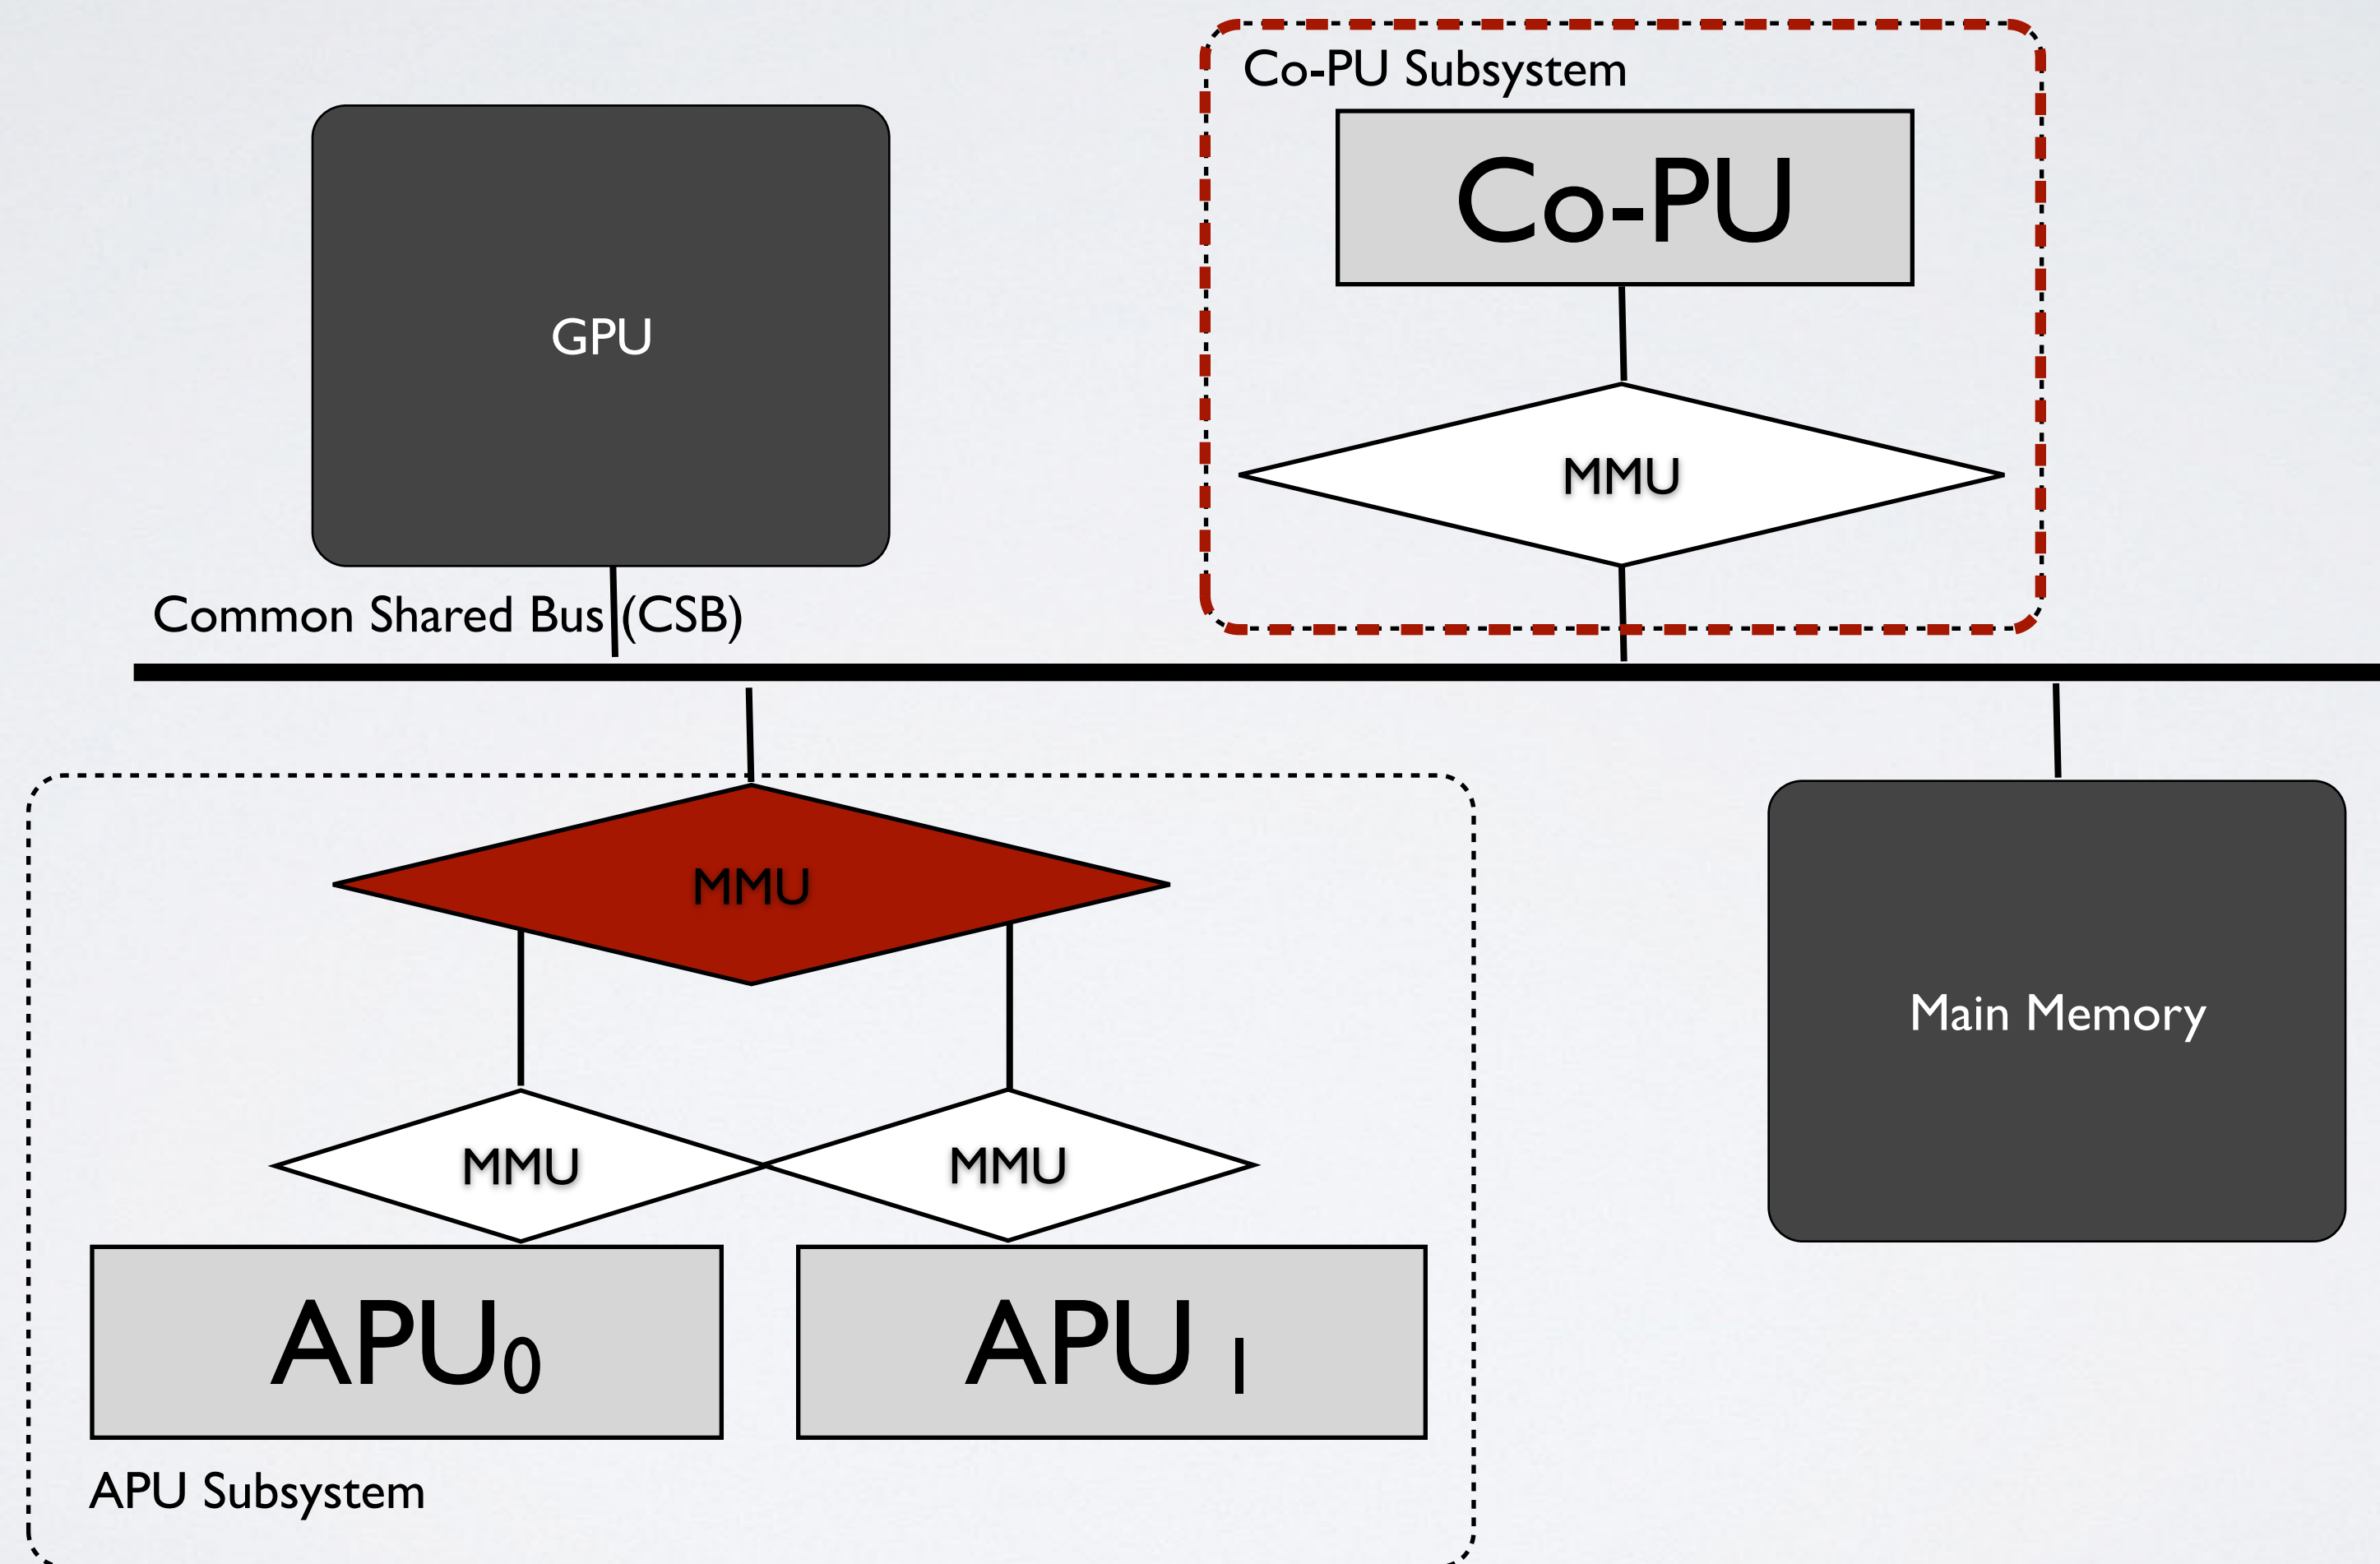 Co-PU Subsystem
Co-PU
GPU
MMU
Common Shared Bus (CSB)
MMU
Main Memory
MMU
MMU
APU0
APU 1
APU Subsystem